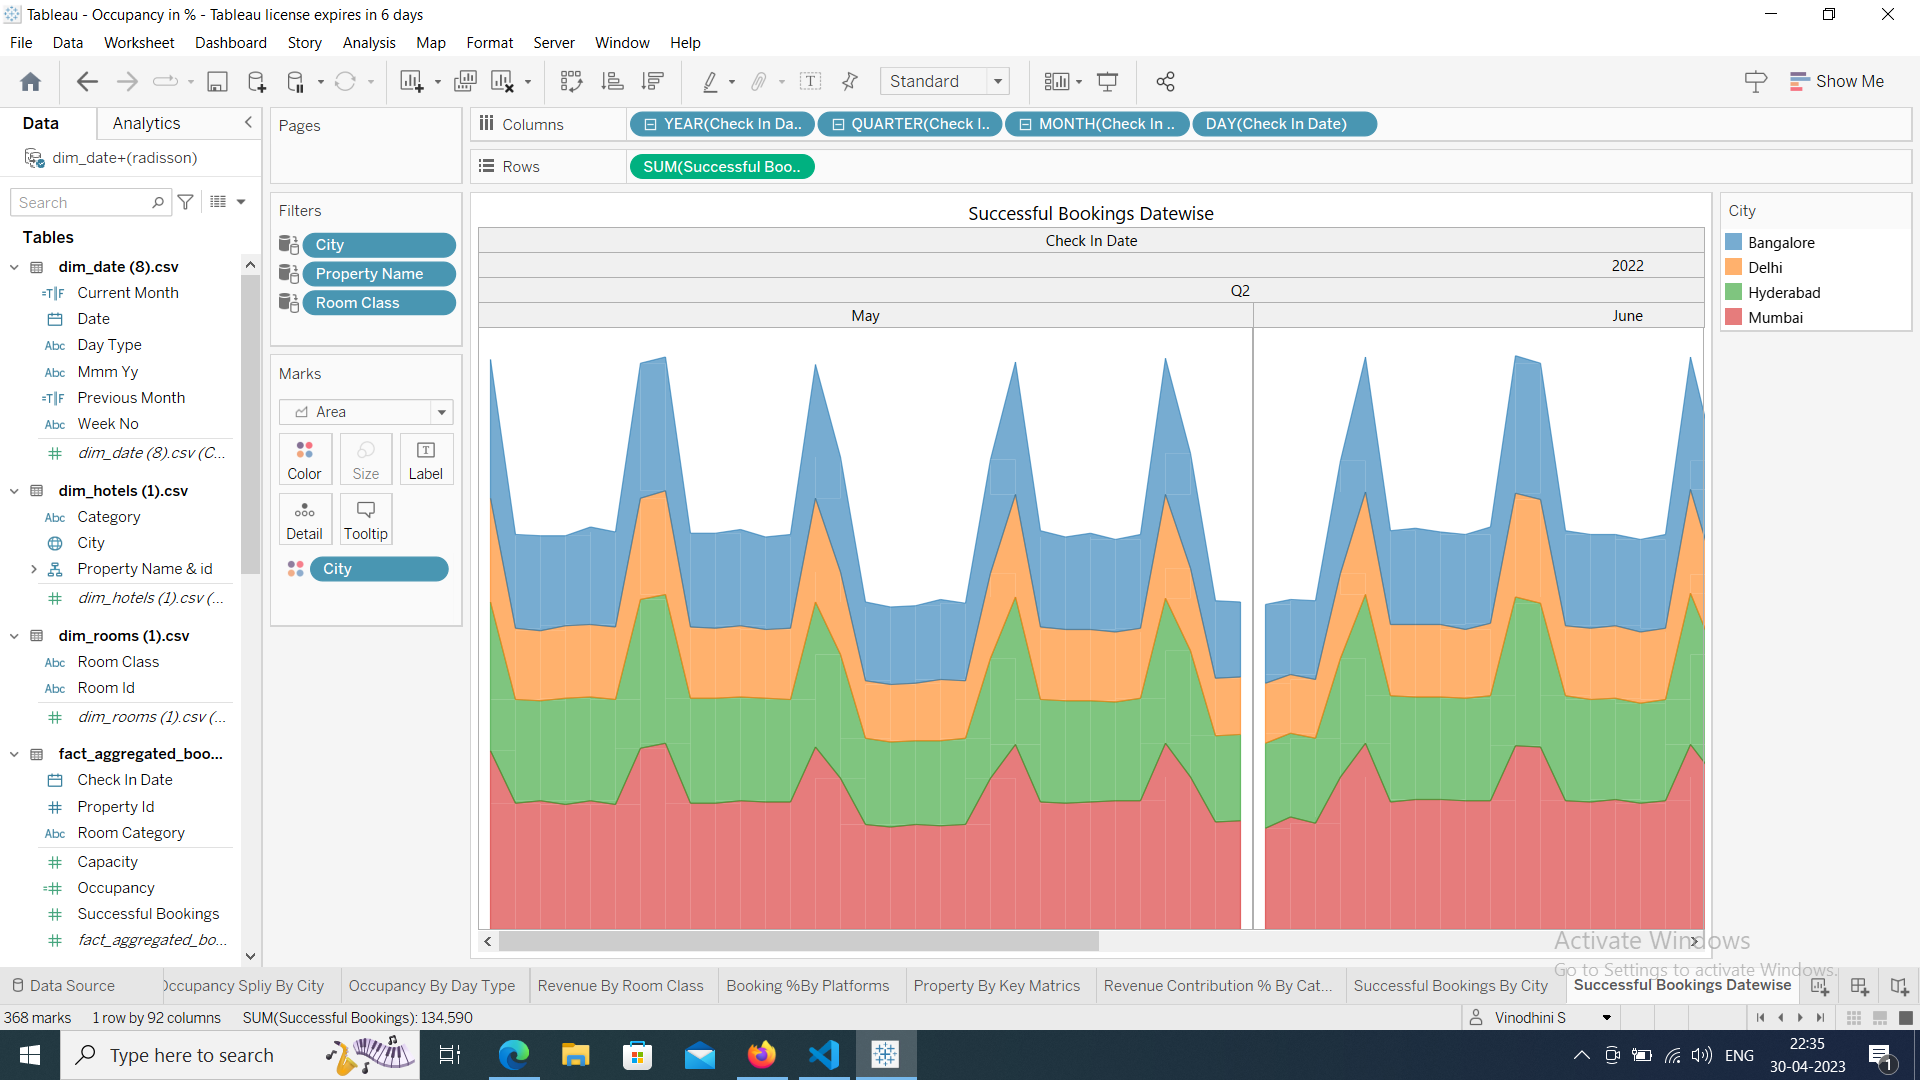 Tableau - Occupancy in % - Tableau license expires in 6 days
File Data Worksheet Dashboard Story Analysis Map Format Server Window Help
Standard
Show Me
Data Analytics
dim_date+(radisson)
Search
Tables
dim_date (8).csv
=T|F Current Month
Date
Abc Day Type
Abc Mmm Yy
=T|F Previous Month
Abc Week No
dim_date (8).csv (C...
dim_hotels (1).csv
Abc Category
City
Property Name & id
dim_hotels (1).csv (...
dim_rooms (1).csv
Abc Room Class
Abc Room Id
dim_rooms (1).csv (...
fact_aggregated_boo...
Check In Date
Property Id
Abc Room Category
Capacity
Occupancy
Successful Bookings
fact_aggregated_bo...
Pages
Filters
City
Property Name
Room Class
Marks
Area
Color Size Label
Detail Tooltip
City
Columns YEAR(Check In Da.. QUARTER(Check I.. MONTH(Check In .. DAY(Check In Date)
Rows SUM(Successful Boo..
Successful Bookings Datewise
Check In Date
2022
Q2
May June
City
Bangalore
Delhi
Hyderabad
Mumbai
Activate Windows
Go to Settings to activate Windows.
Data Source Occupancy Spliy By City Occupancy By Day Type Revenue By Room Class Booking %By Platforms Property By Key Matrics Revenue Contribution % By Cat... Successful Bookings By City Successful Bookings Datewise
368 marks 1 row by 92 columns SUM(Successful Bookings): 134,590
Vinodhini S
Type here to search
ENG
22:35
30-04-2023
1